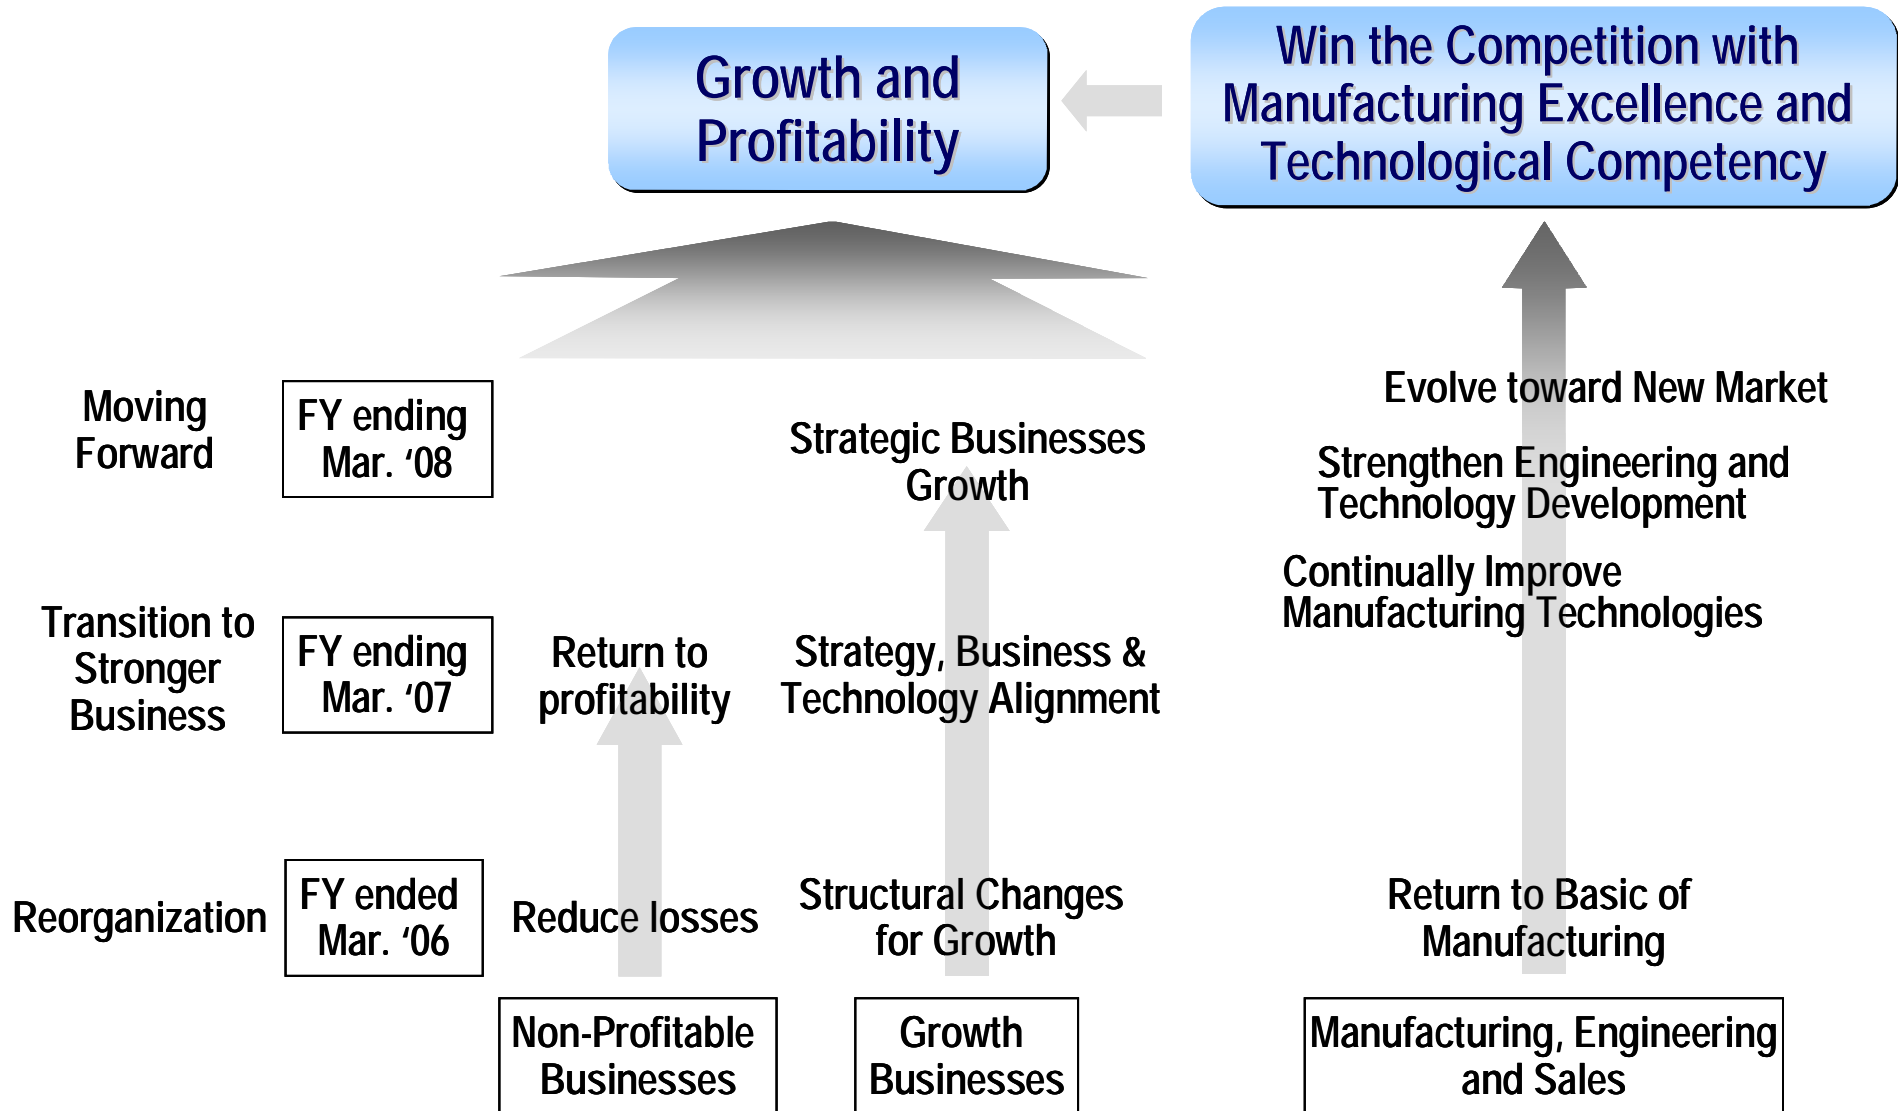 Growth and
Profitability
Win the Competition with
Manufacturing Excellence and
Technological Competency
Moving
Forward
FY ending
Mar. ‘08
Strategic Businesses
Growth
Evolve toward New Market
Strengthen Engineering and
Technology Development
Continually Improve
Manufacturing Technologies
Transition to
Stronger
Business
FY ending
Mar. ‘07
Return to
profitability
Strategy, Business &
Technology Alignment
Reorganization
FY ended
Mar. ‘06
Reduce losses
Structural Changes
for Growth
Return to Basic of
Manufacturing
Non-Profitable
Businesses
Growth
Businesses
Manufacturing, Engineering
and Sales